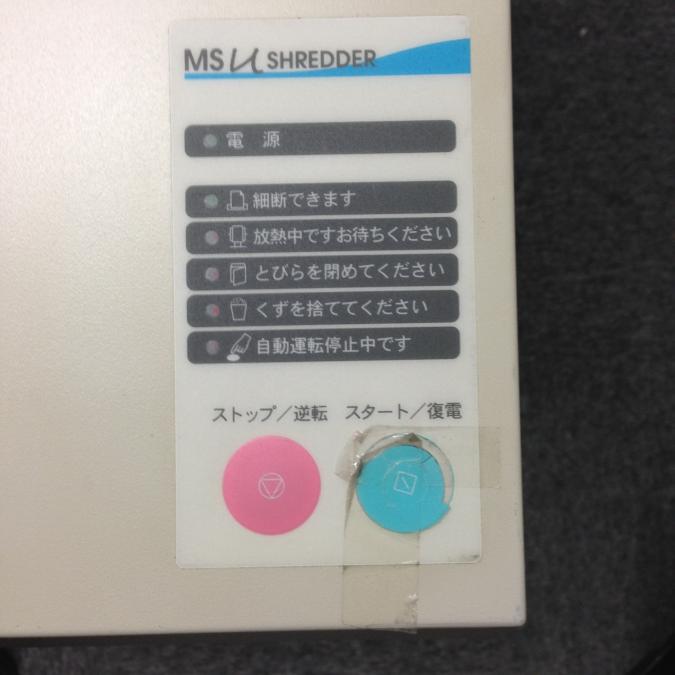 MS μ SHREDDER
電 源
細断できます
放熱中ですお待ちください
とびらを閉めてください
くずを捨ててください
自動運転停止中です
ストップ／逆転 スタート／復電